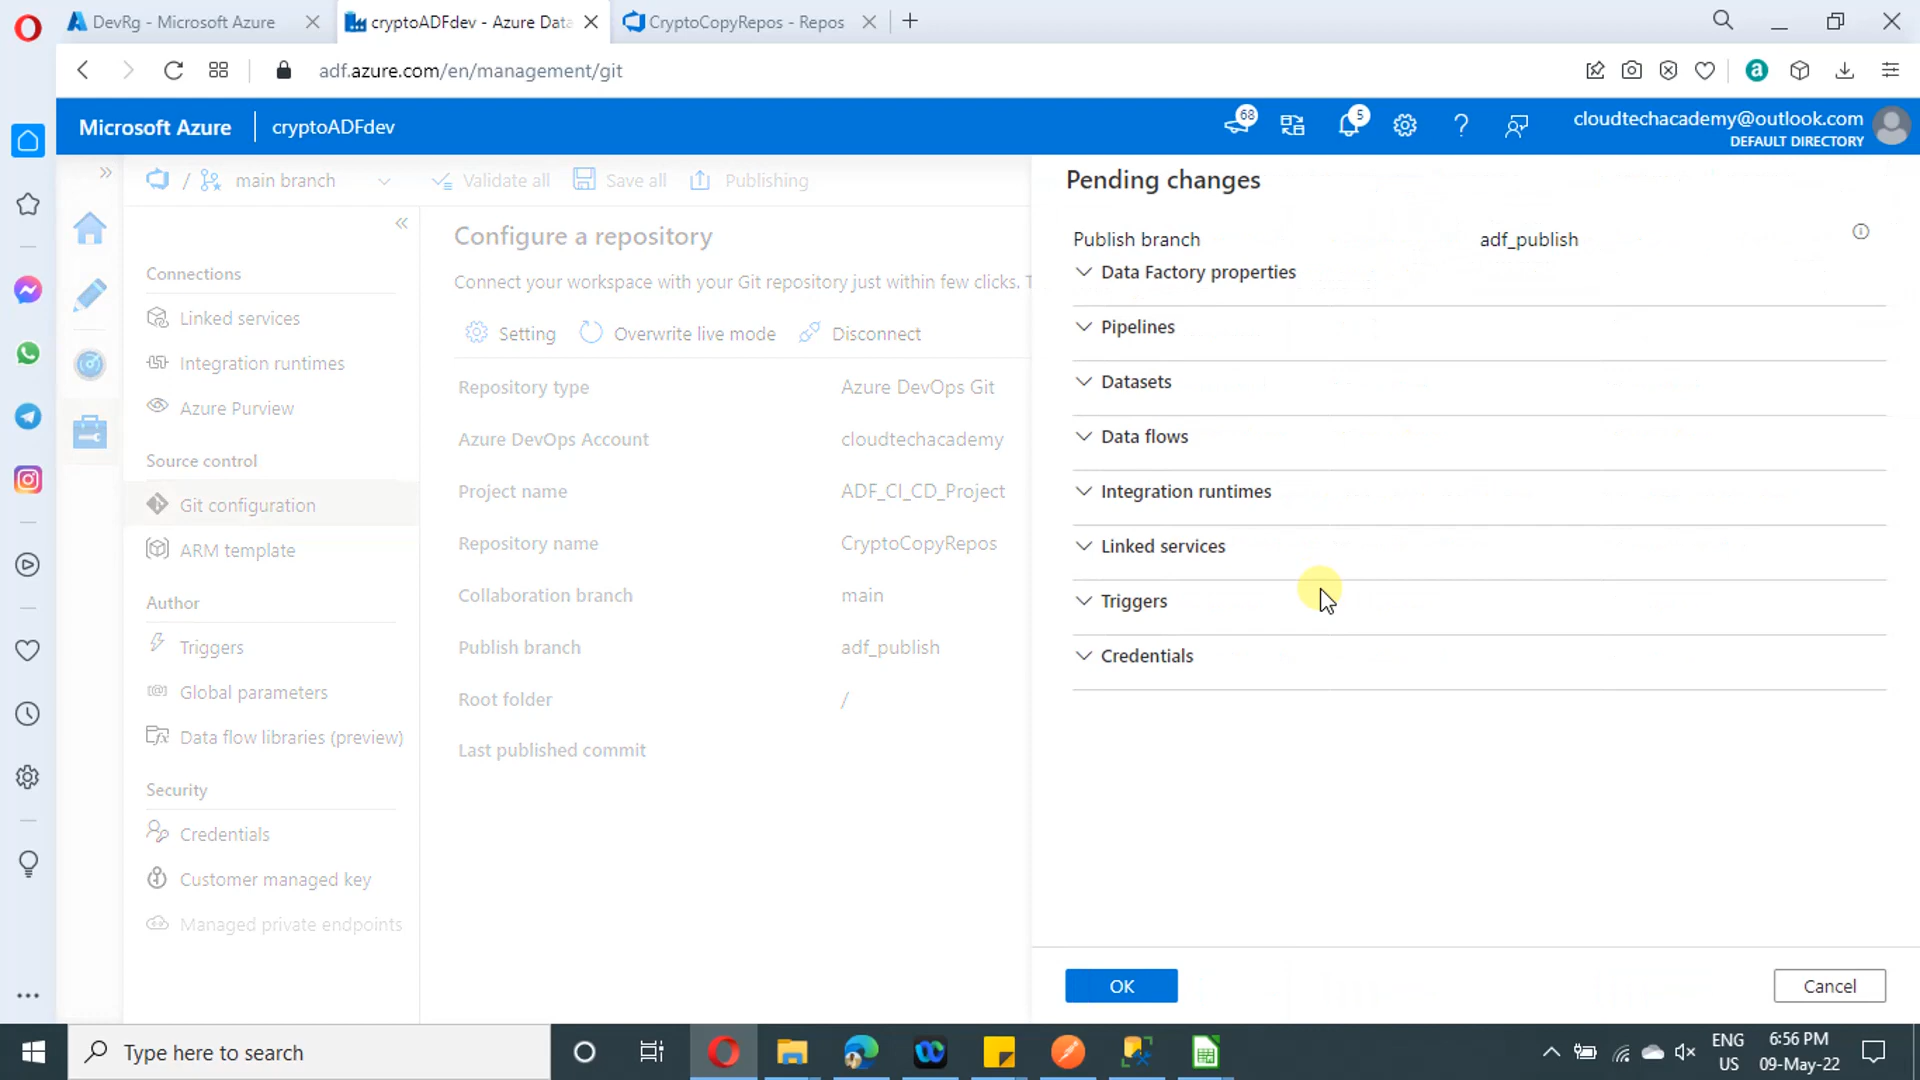 DevRg - Microsoft Azure
cryptoADFdev - Azure Data
CryptoCopyRepos - Repos
adf.azure.com/en/management/git
Microsoft Azure
cryptoADFdev
68
5
cloudtechacademy@outlook.com
DEFAULT DIRECTORY
/ main branch
Validate all
Save all
Publishing
Connections
Linked services
Integration runtimes
Azure Purview
Source control
Git configuration
ARM template
Author
Triggers
Global parameters
Data flow libraries (preview)
Security
Credentials
Customer managed key
Managed private endpoints
Configure a repository
Connect your workspace with your Git repository just within few clicks. T
Setting
Overwrite live mode
Disconnect
Repository type Azure DevOps Git
Azure DevOps Account cloudtechacademy
Project name ADF_CI_CD_Project
Repository name CryptoCopyRepos
Collaboration branch main
Publish branch adf_publish
Root folder /
Last published commit
Pending changes
Publish branch adf_publish
Data Factory properties
Pipelines
Datasets
Data flows
Integration runtimes
Linked services
Triggers
Credentials
OK
Cancel
Type here to search
ENG
US
6:56 PM
09-May-22